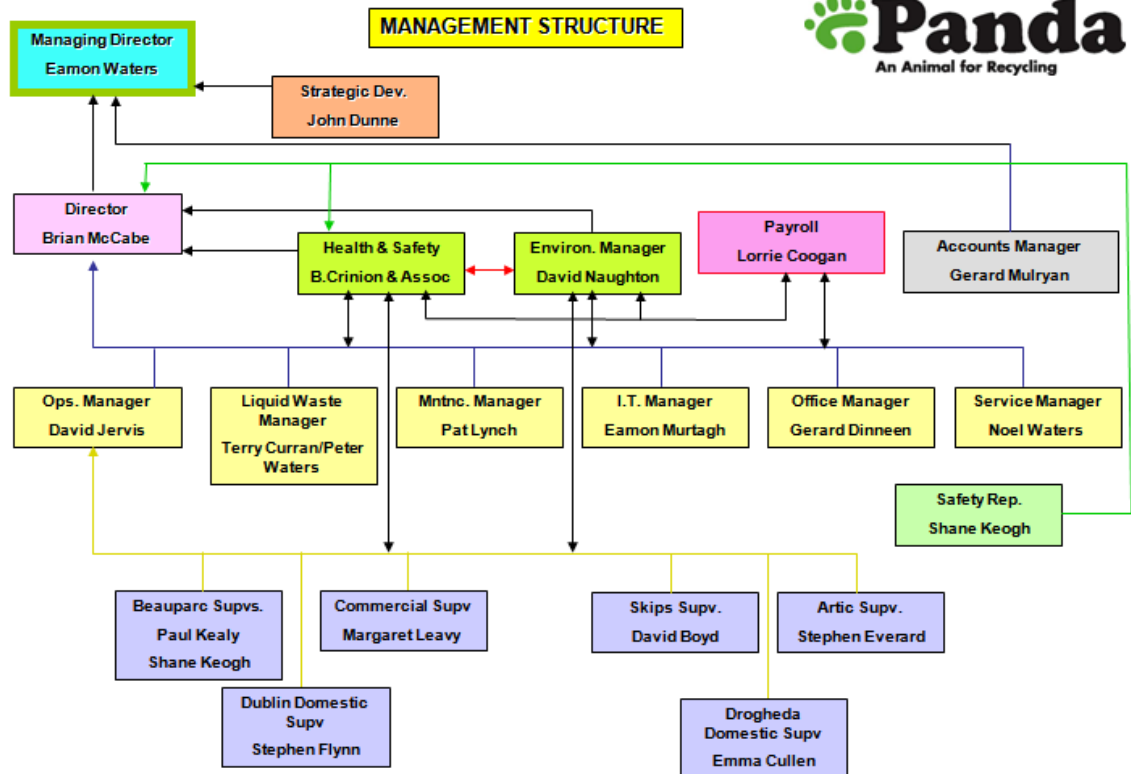 MANAGEMENT STRUCTURE
Panda
An Animal for Recycling
Managing Director
Eamon Waters
Strategic Dev.
John Dunne
Director
Brian McCabe
Health & Safety
B.Crinion & Assoc
Environ. Manager
David Naughton
Payroll
Lorrie Coogan
Accounts Manager
Gerard Mulryan
Ops. Manager
David Jervis
Liquid Waste
Manager
Terry Curran/Peter
Waters
Mntnc. Manager
Pat Lynch
I.T. Manager
Eamon Murtagh
Office Manager
Gerard Dinneen
Service Manager
Noel Waters
Safety Rep.
Shane Keogh
Beauparc Supvs.
Paul Kealy
Shane Keogh
Commercial Supv
Margaret Leavy
Skips Supv.
David Boyd
Artic Supv.
Stephen Everard
Dublin Domestic
Supv
Stephen Flynn
Drogheda
Domestic Supv
Emma Cullen